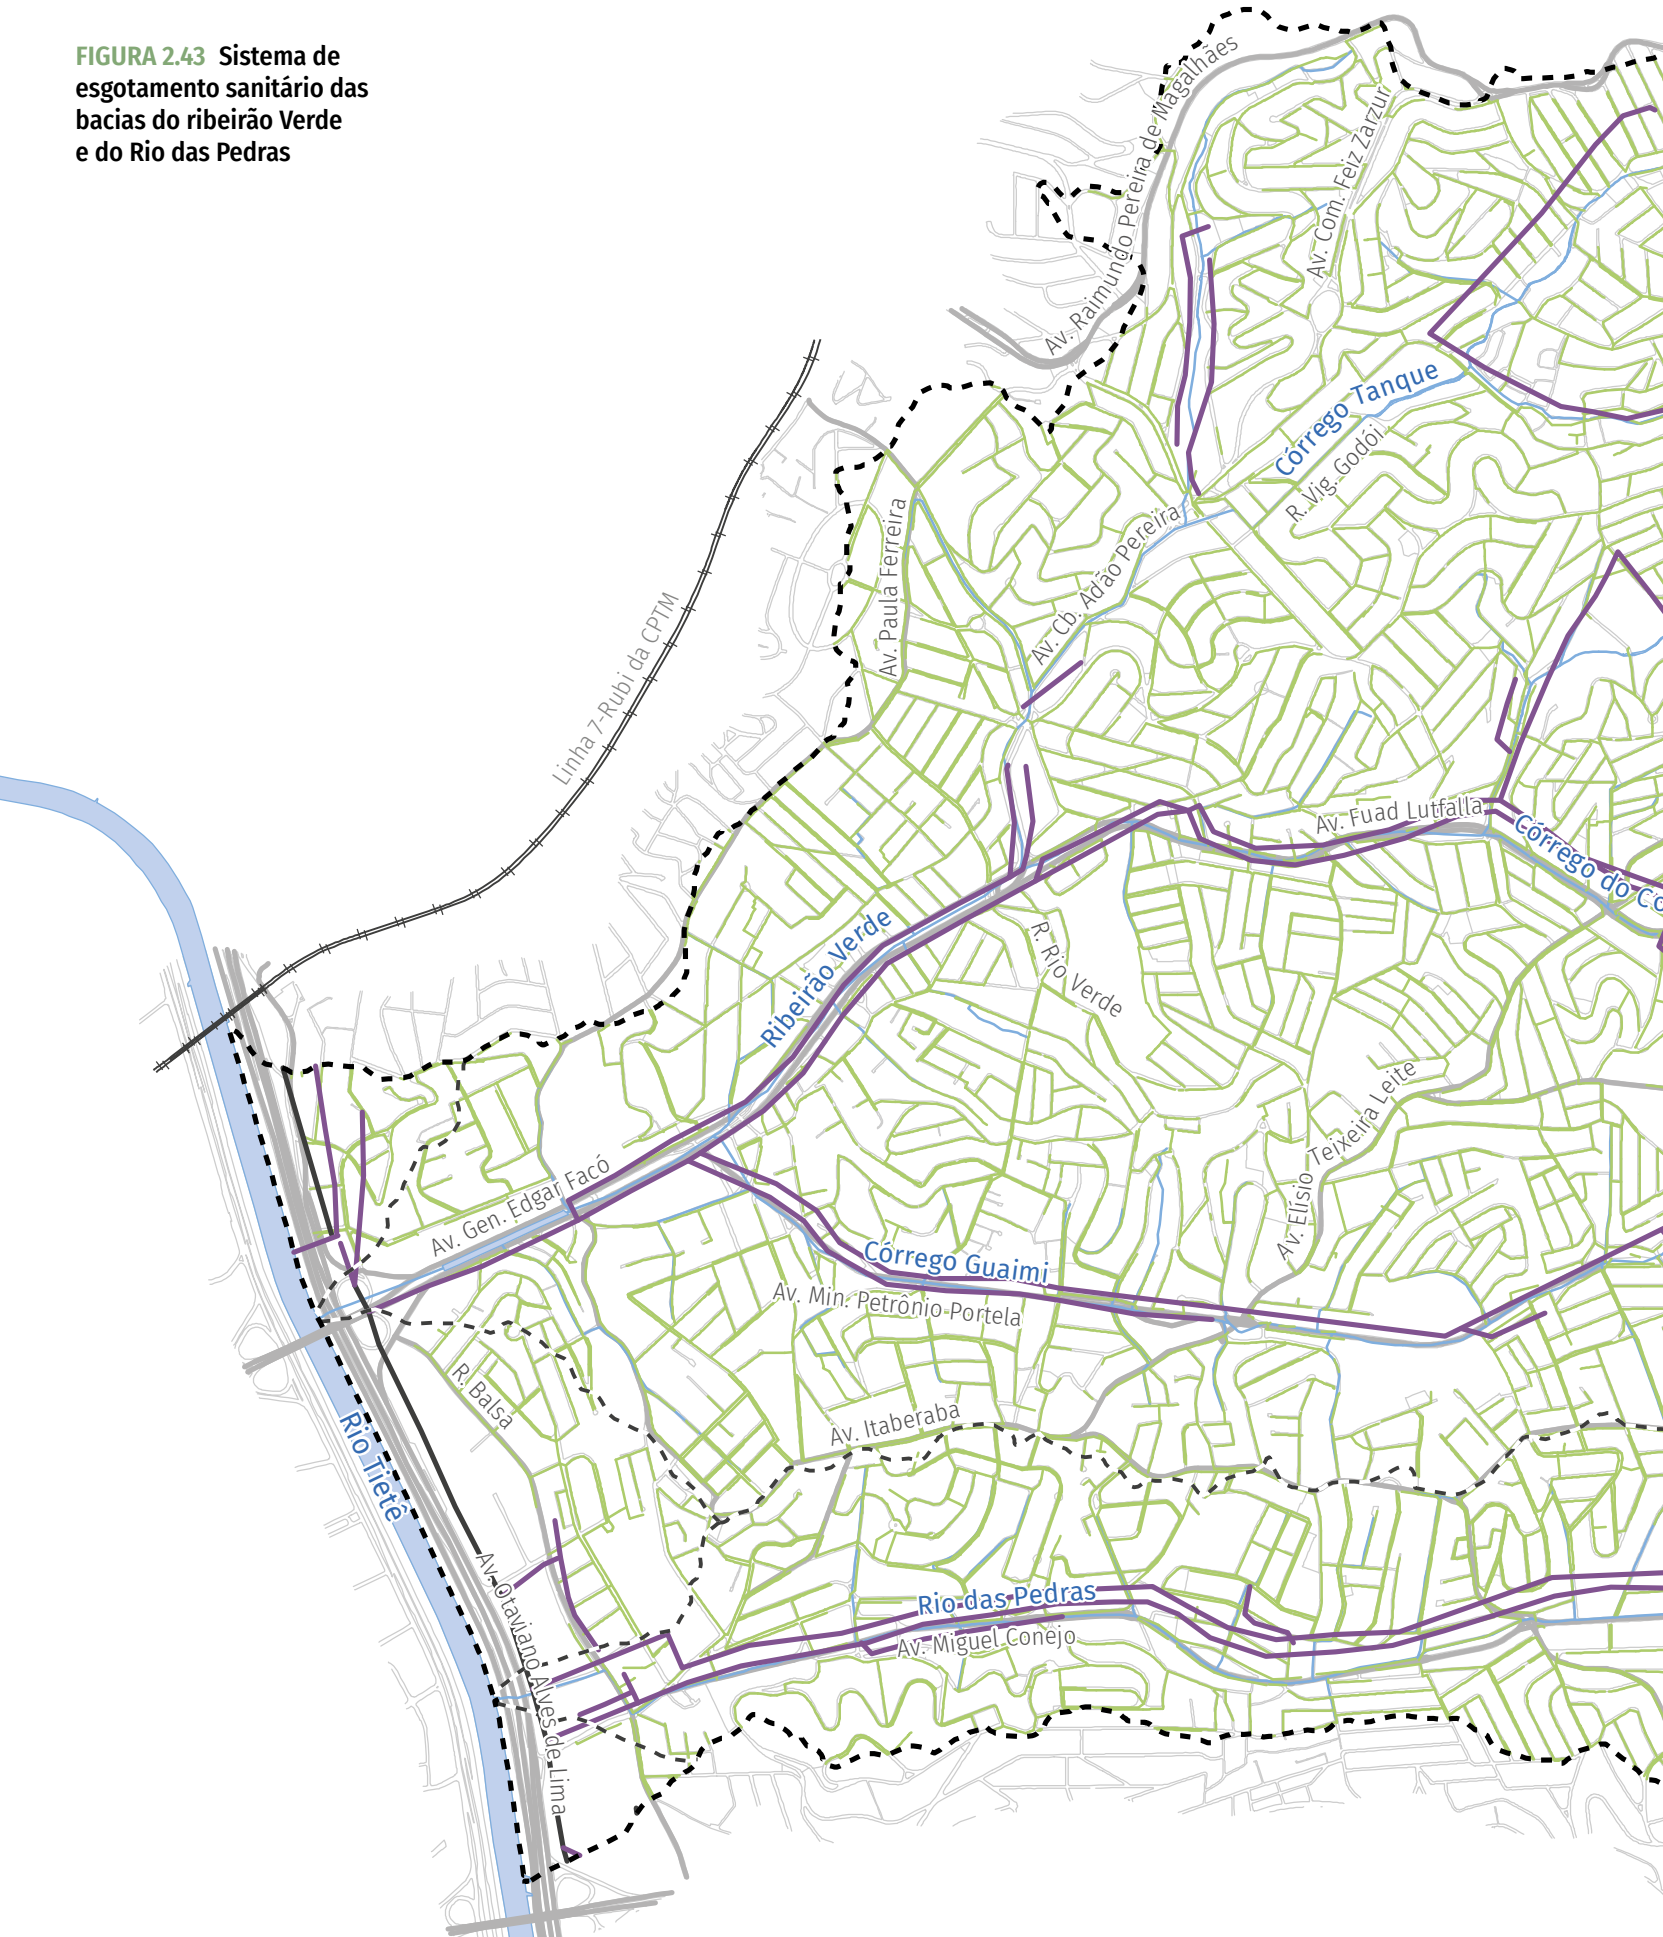 FIGURA 2.43 Sistema de
esgotamento sanitário das
bacias do ribeirão Verde
e do Rio das Pedras
Av. Raimundo Pereira de Magalhães
Av. Com. Feiz Zarzur
Córrego Tanque
R. Vig. Godói
Av. Paula Ferreira
Av. Cb. Adão Pereira
Linha 7-Rubi da CPTM
Av. Fuad Lutfalla
Córrego do Co
Ribeirão Verde
R. Rio Verde
Av. Elísio Teixeira Leite
Av. Gen. Edgar Facó
Córrego Guaimi
Av. Min. Petrônio Portela
R. Balsa
Av. Itaberaba
Rio Tietê
Av. Otaviano Alves de Lima
Rio das Pedras
Av. Miguel Conejo